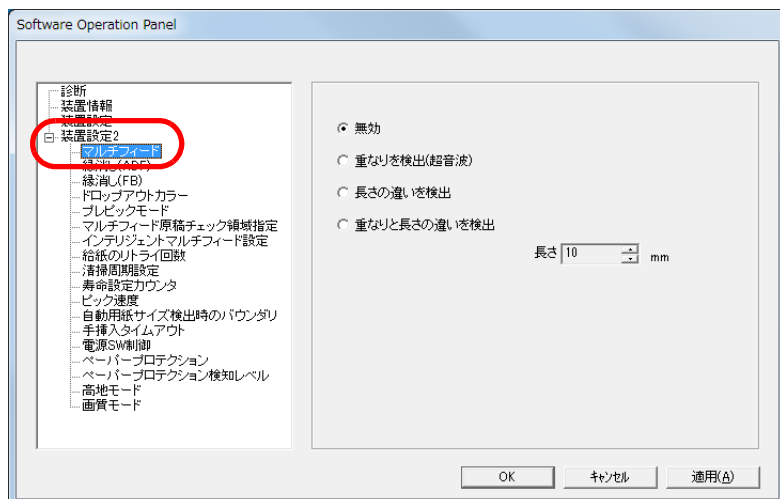 Software Operation Panel
診断
装置情報
装置設定
装置設定2
マルチフィード
縁消し(ADF)
縁消し(FB)
ドロップアウトカラー
プレピックモード
マルチフィード原稿チェック領域指定
インテリジェントマルチフィード設定
給紙のリトライ回数
清掃周期設定
寿命設定カウンタ
ピック速度
自動用紙サイズ検出時のバウンダリ
手挿入タイムアウト
電源SW制御
ペーパープロテクション
ペーパープロテクション検知レベル
高地モード
画質モード
無効
重なりを検出(超音波)
長さの違いを検出
重なりと長さの違いを検出
長さ 10 mm
OK キャンセル 適用(A)